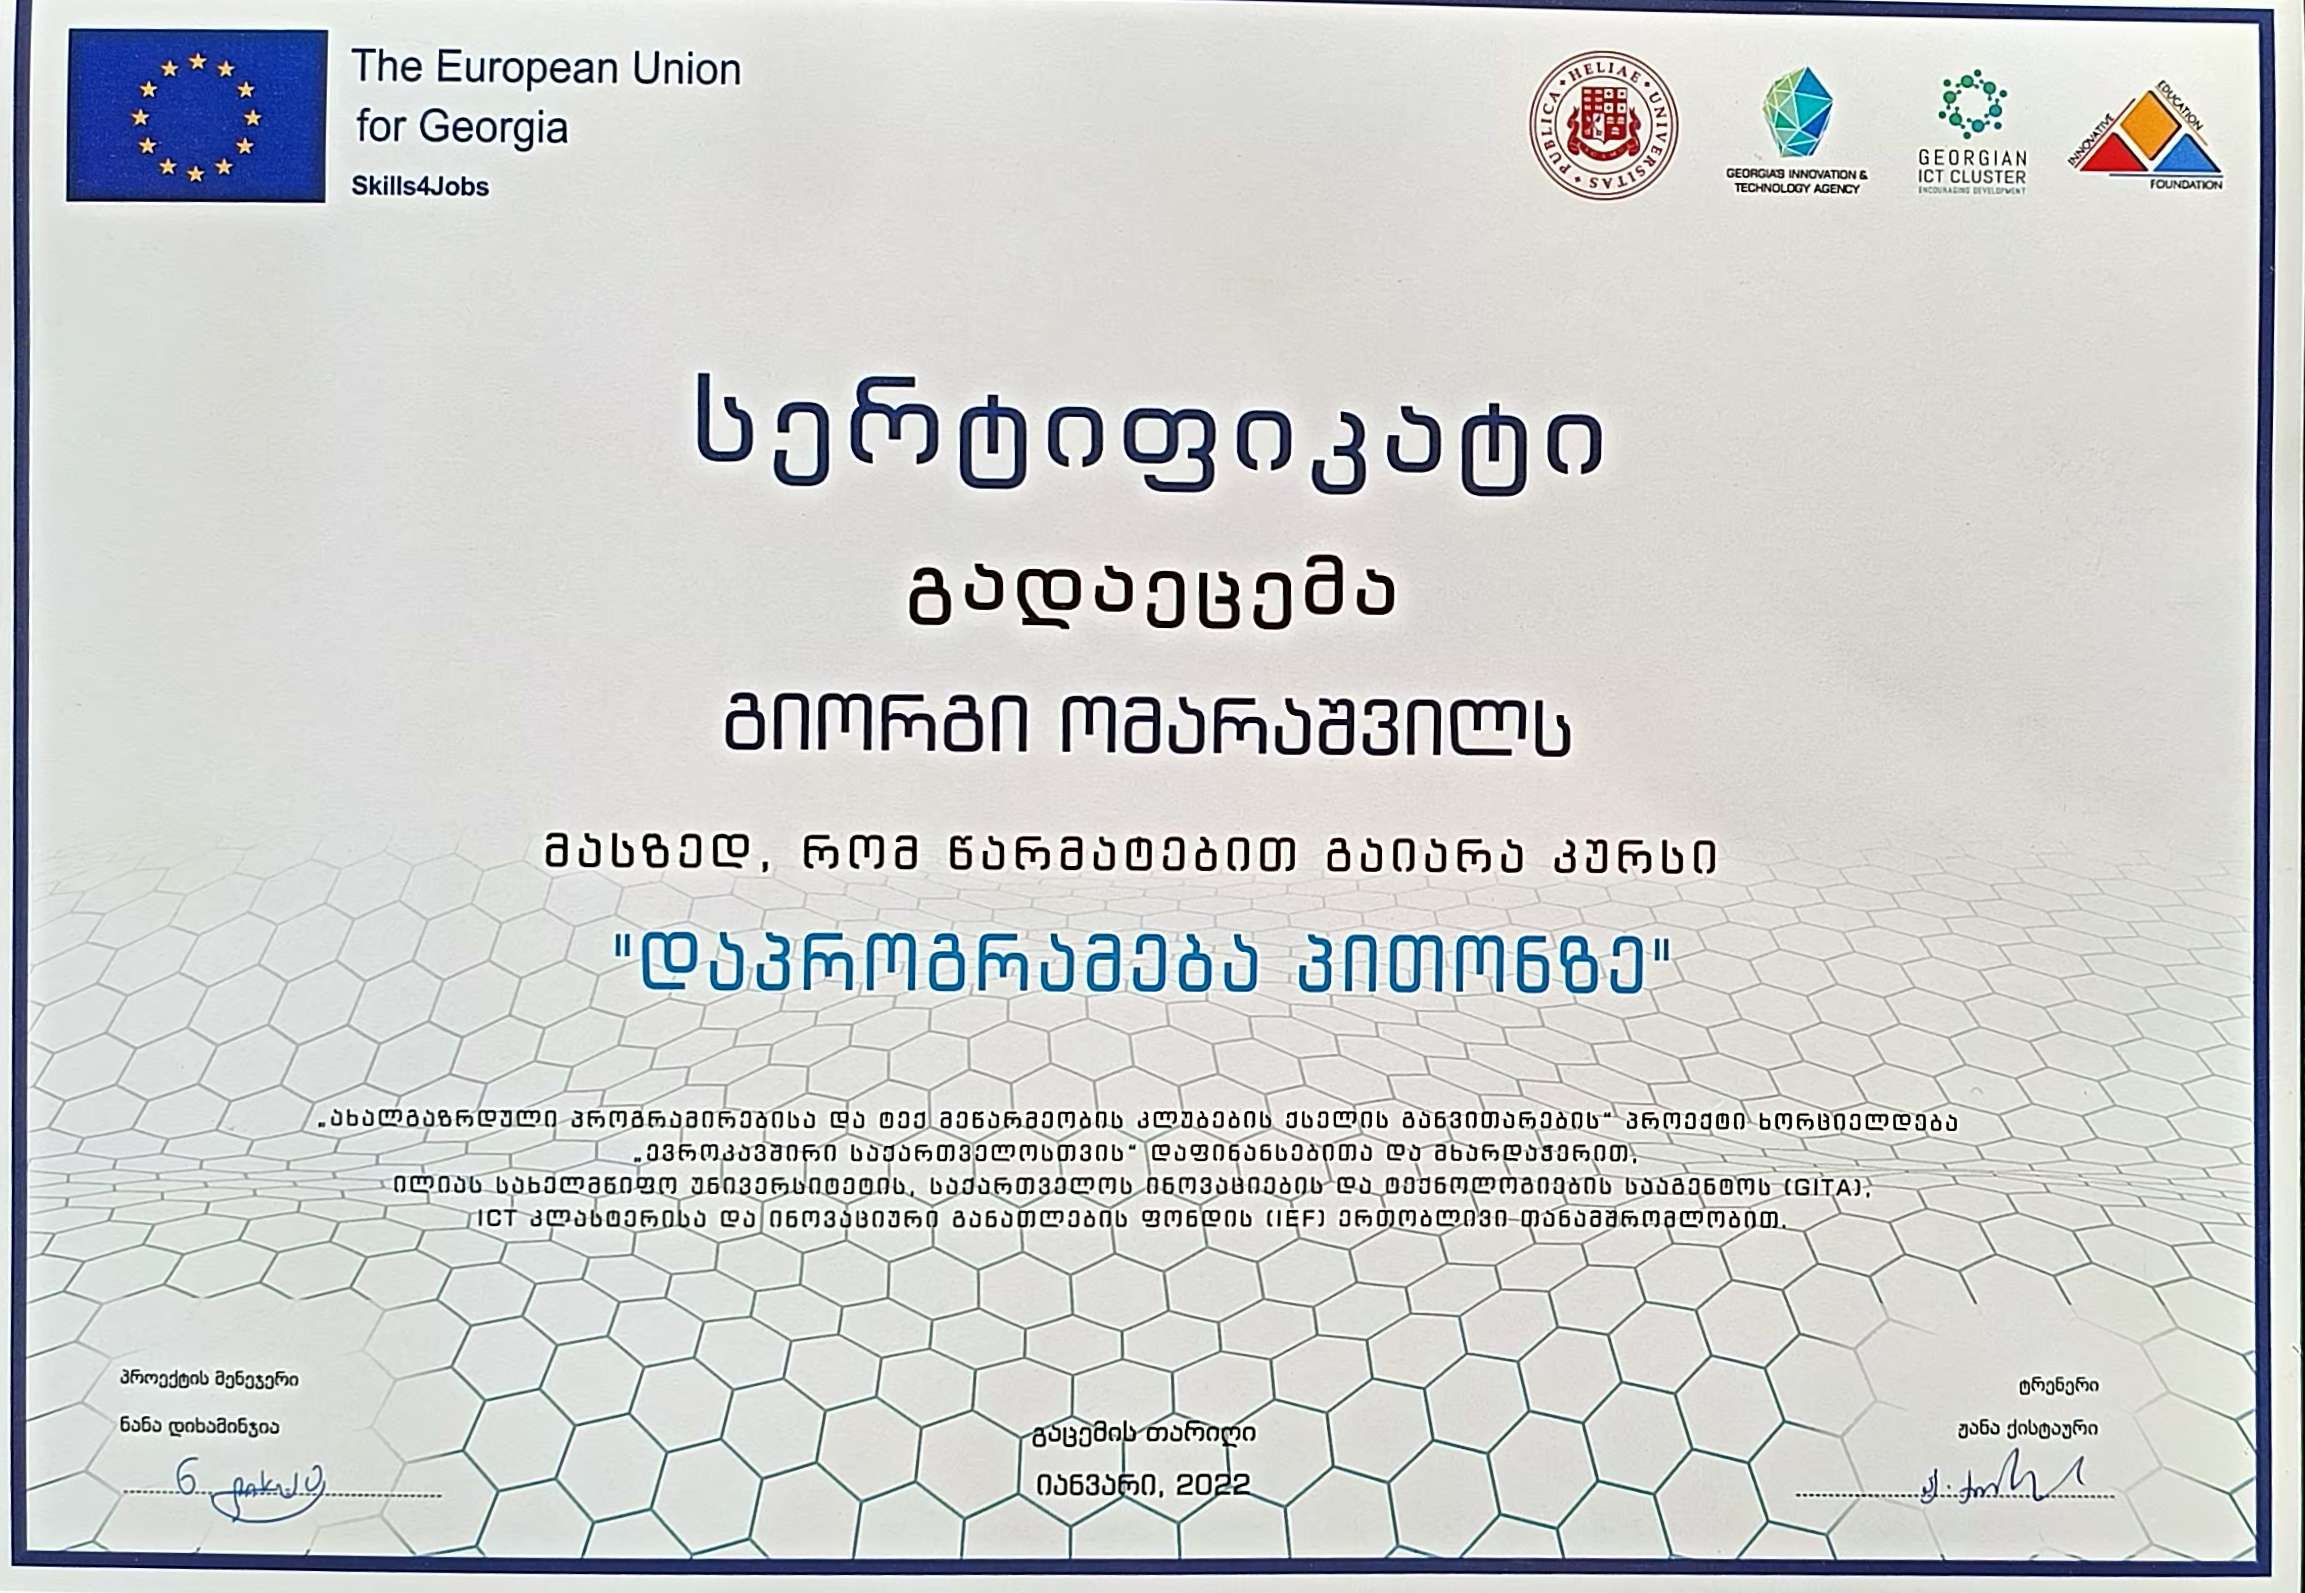 The European Union
for Georgia
Skills4Jobs
PUBLICA • HELIAE • UNIVERSITAS
GEORGIA'S INNOVATION &
TECHNOLOGY AGENCY
GEORGIAN
ICT CLUSTER
ENCOURAGING DEVELOPMENT
INNOVATIVE
EDUCATION
FOUNDATION
სერტიფიკატი
გადაეცემა
გიორგი ომარაშვილს
მასზედ, რომ წარმატებით გაიარა კურსი
"დაპროგრამება პითონზე"
„ახალგაზრდული პროგრამირებისა და ტექ მეწარმეობის კლუბების ქსელის განვითარების“ პროექტი ხორციელდება
„ევროკავშირი საქართველოსთვის“ დაფინანსებითა და მხარდაჭერით,
ილიას სახელმწიფო უნივერსიტეტის, საქართველოს ინოვაციების და ტექნოლოგიების სააგენტოს (GITA),
ICT კლასტერისა და ინოვაციური განათლების ფონდის (IEF) ერთობლივი თანამშრომლობით.
პროექტის მენეჯერი
ნანა დიხამინჯია
გაცემის თარიღი
იანვარი, 2022
ტრენერი
ჟანა ქისტაური